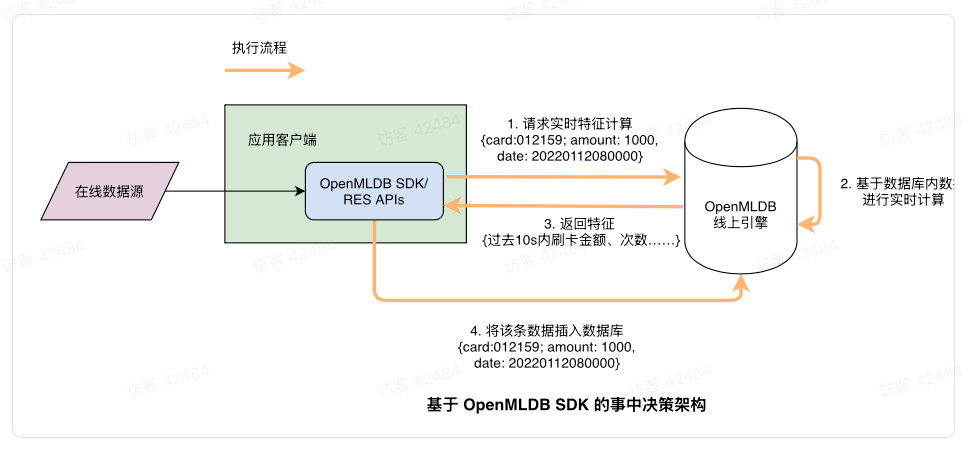 执行流程
应用客户端
在线数据源
OpenMLDB SDK/
RES APIs
1. 请求实时特征计算
{card:012159; amount: 1000,
date: 20220112080000}
OpenMLDB
线上引擎
2. 基于数据库内数
进行实时计算
3. 返回特征
{过去10s内刷卡金额、次数……}
4. 将该条数据插入数据库
{card:012159; amount: 1000,
date: 20220112080000}
基于 OpenMLDB SDK 的事中决策架构
访客 42484